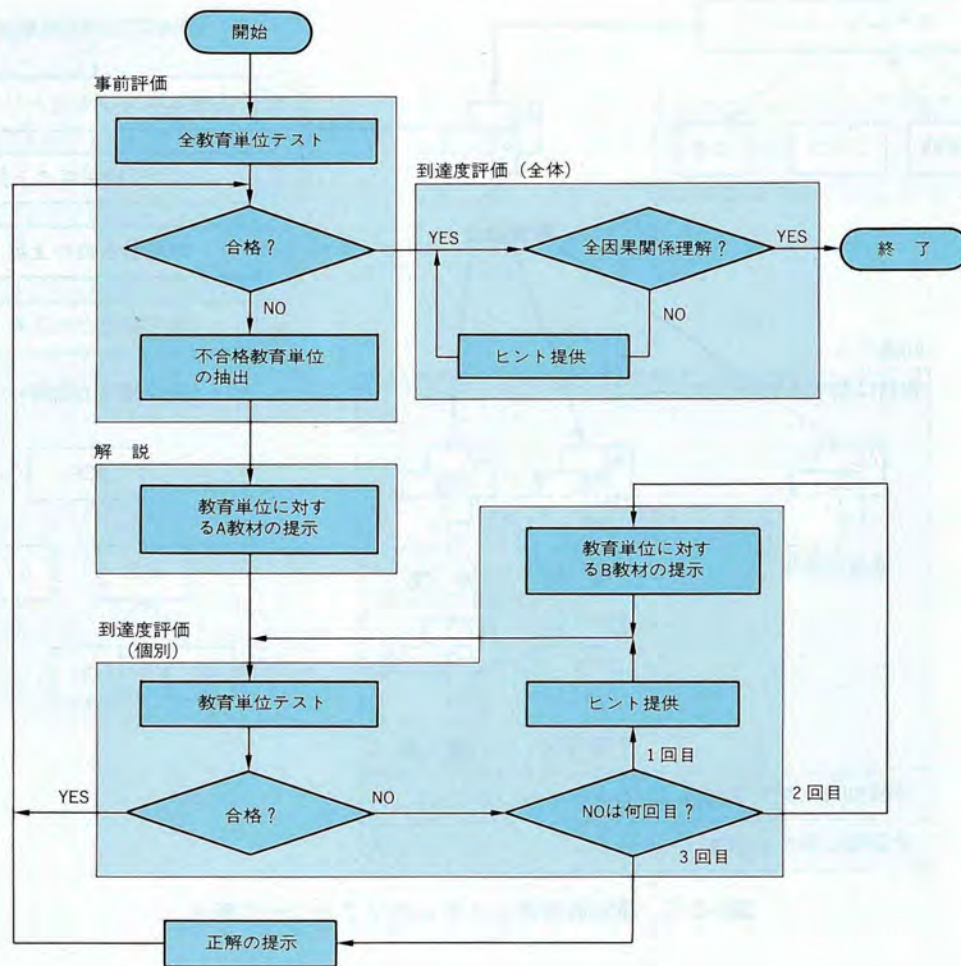 開始
事前評価
全教育単位テスト
合格？
YES
NO
不合格教育単位
の抽出
到達度評価（全体）
全因果関係理解？
YES
NO
ヒント提供
終　了
解　説
教育単位に対す
るA教材の提示
教育単位に対す
るB教材の提示
到達度評価
（個別）
教育単位テスト
ヒント提供
1回目
合格？
YES
NO
NOは何回目？
2回目
3回目
正解の提示